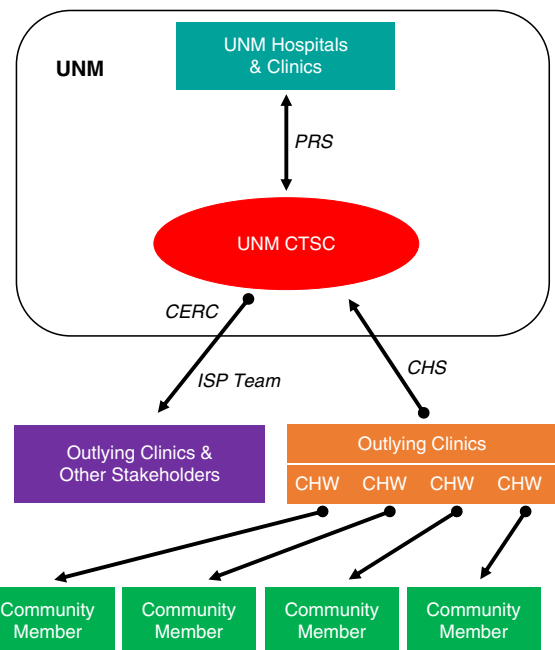 UNM Hospitals
& Clinics
UNM
PRS
UNM CTSC
CERC
ISP Team
CHS
Outlying Clinics &
Other Stakeholders
Outlying Clinics
CHW CHW CHW CHW
Community
Member
Community
Member
Community
Member
Community
Member